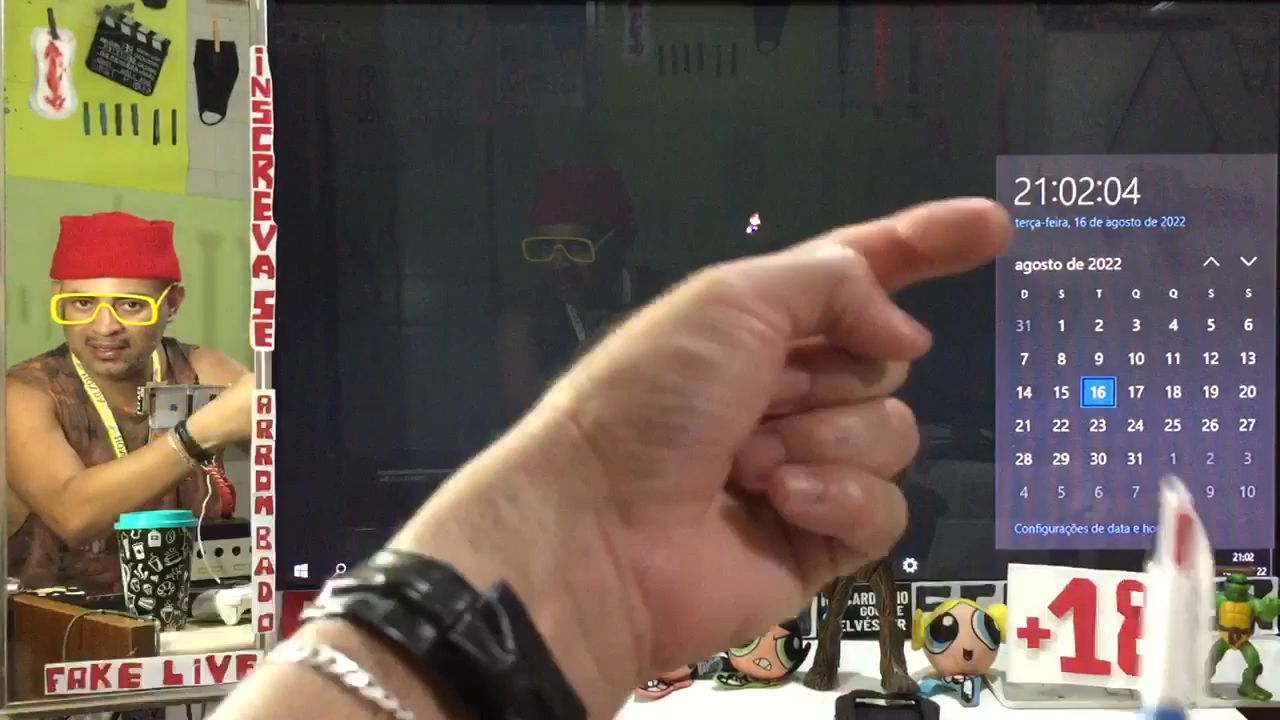 iNSCREVA SE
ARROMBADO
FAKE LiVE
21:02:04
terça-feira, 16 de agosto de 2022
agosto de 2022
D S T Q Q S S
31 1 2 3 4 5 6
7 8 9 10 11 12 13
14 15 16 17 18 19 20
21 22 23 24 25 26 27
28 29 30 31 1 2 3
4 5 6 7 9 10
Configurações de data e
21:02
22
+18